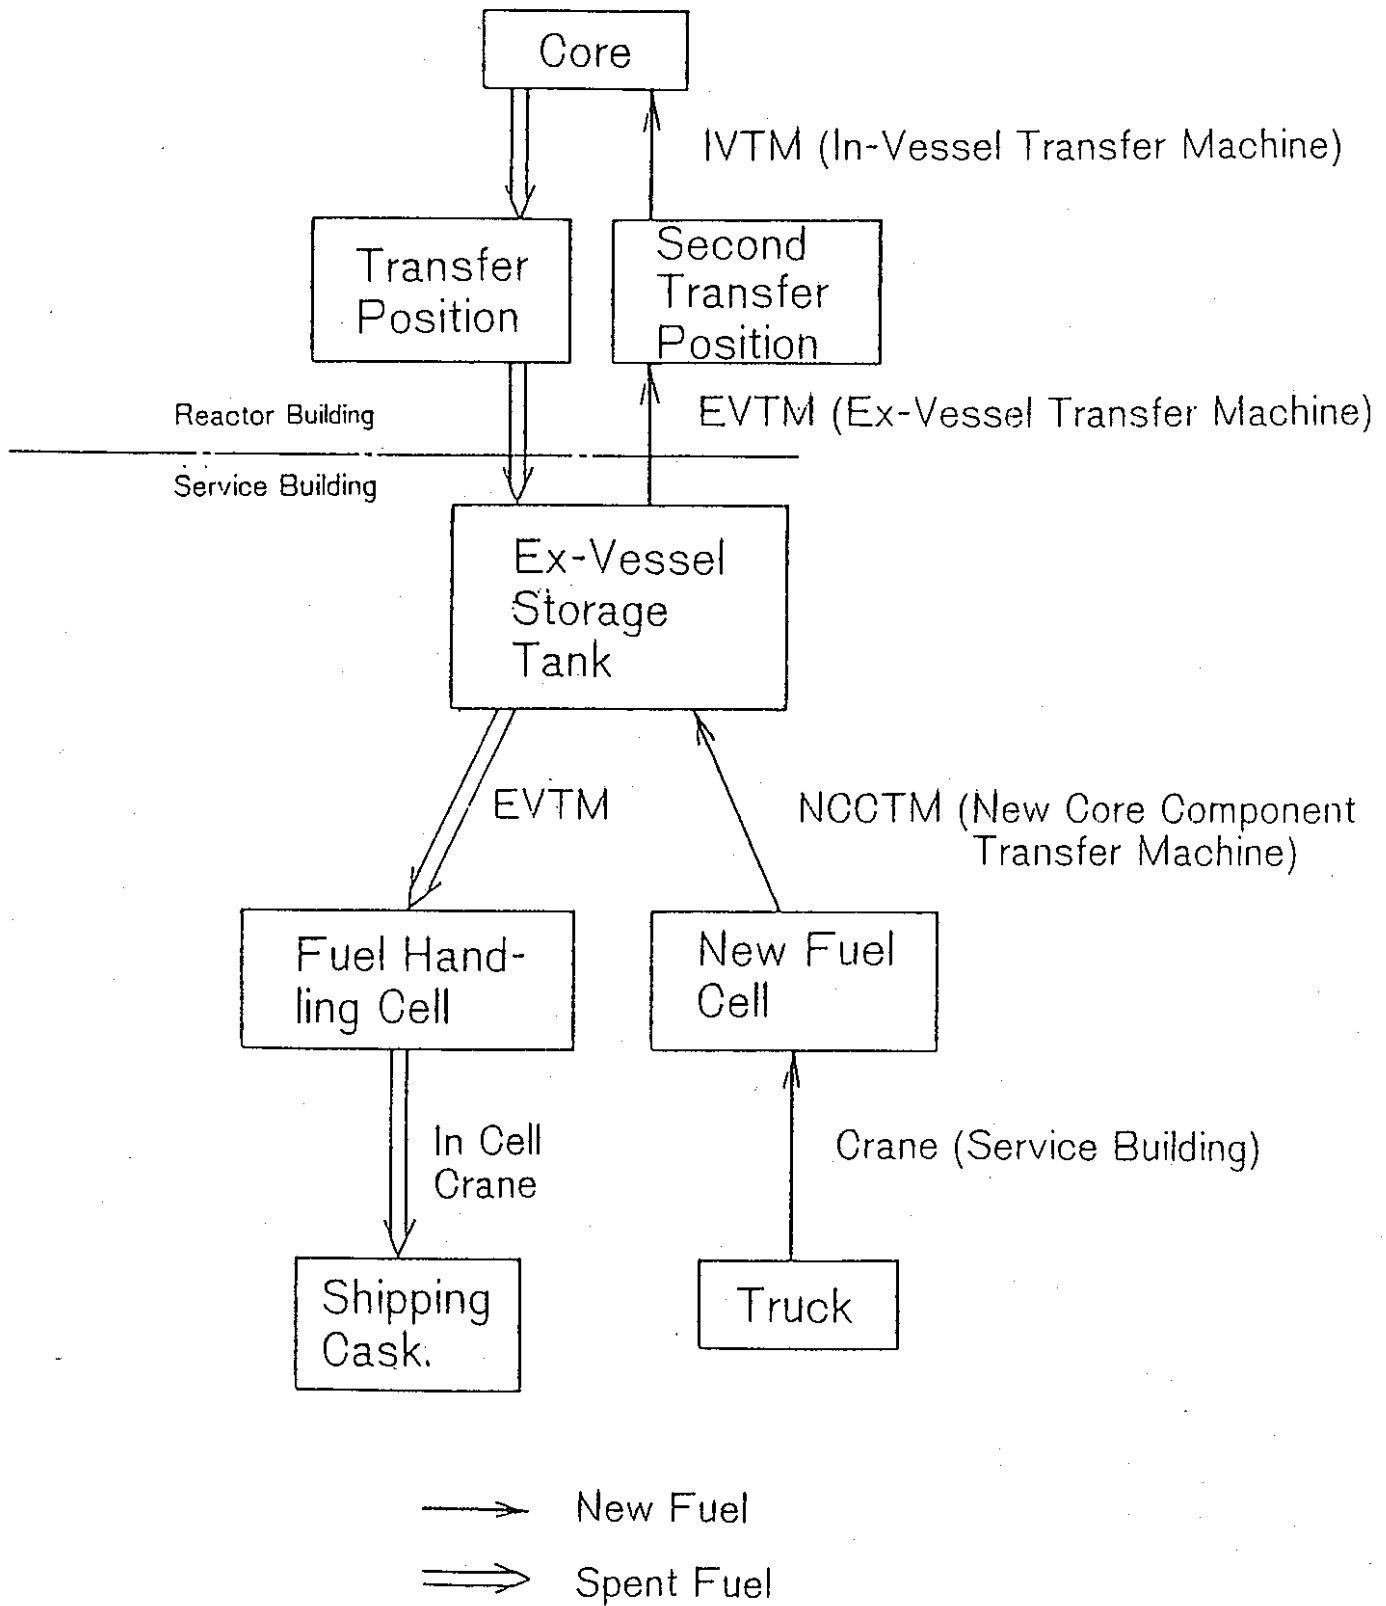 Core
IVTM (In-Vessel Transfer Machine)
Transfer
Position
Second
Transfer
Position
Reactor Building
EVTM (Ex-Vessel Transfer Machine)
Service Building
Ex-Vessel
Storage
Tank
EVTM
NCCTM (New Core Component
Transfer Machine)
Fuel Hand-
ling Cell
New Fuel
Cell
In Cell
Crane
Crane (Service Building)
Shipping
Cask.
Truck
New Fuel
Spent Fuel